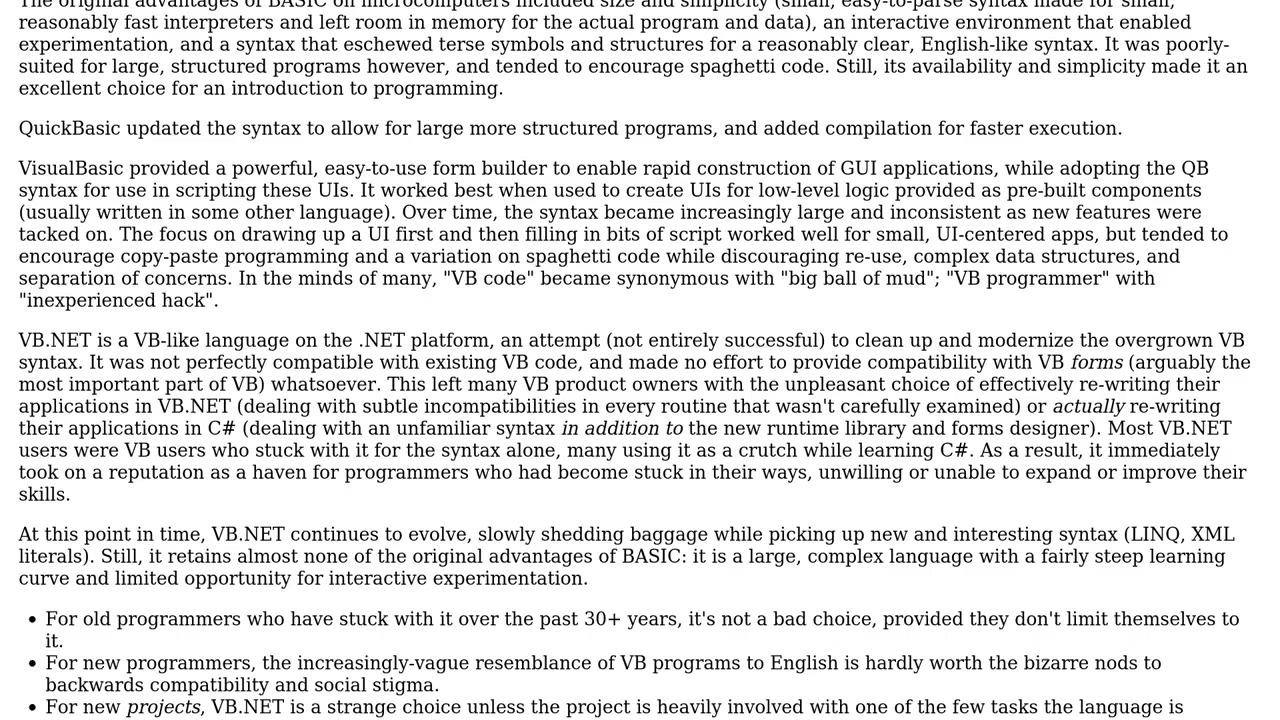 The original advantages of BASIC on microcomputers included size and simplicity (small, easy-to-parse syntax made for small,
reasonably fast interpreters and left room in memory for the actual program and data), an interactive environment that enabled
experimentation, and a syntax that eschewed terse symbols and structures for a reasonably clear, English-like syntax. It was poorly-
suited for large, structured programs however, and tended to encourage spaghetti code. Still, its availability and simplicity made it an
excellent choice for an introduction to programming.
QuickBasic updated the syntax to allow for large more structured programs, and added compilation for faster execution.
VisualBasic provided a powerful, easy-to-use form builder to enable rapid construction of GUI applications, while adopting the QB
syntax for use in scripting these UIs. It worked best when used to create UIs for low-level logic provided as pre-built components
(usually written in some other language). Over time, the syntax became increasingly large and inconsistent as new features were
tacked on. The focus on drawing up a UI first and then filling in bits of script worked well for small, UI-centered apps, but tended to
encourage copy-paste programming and a variation on spaghetti code while discouraging re-use, complex data structures, and
separation of concerns. In the minds of many, "VB code" became synonymous with "big ball of mud"; "VB programmer" with
"inexperienced hack".
VB.NET is a VB-like language on the .NET platform, an attempt (not entirely successful) to clean up and modernize the overgrown VB
syntax. It was not perfectly compatible with existing VB code, and made no effort to provide compatibility with VB forms (arguably the
most important part of VB) whatsoever. This left many VB product owners with the unpleasant choice of effectively re-writing their
applications in VB.NET (dealing with subtle incompatibilities in every routine that wasn't carefully examined) or actually re-writing
their applications in C# (dealing with an unfamiliar syntax in addition to the new runtime library and forms designer). Most VB.NET
users were VB users who stuck with it for the syntax alone, many using it as a crutch while learning C#. As a result, it immediately
took on a reputation as a haven for programmers who had become stuck in their ways, unwilling or unable to expand or improve their
skills.
At this point in time, VB.NET continues to evolve, slowly shedding baggage while picking up new and interesting syntax (LINQ, XML
literals). Still, it retains almost none of the original advantages of BASIC: it is a large, complex language with a fairly steep learning
curve and limited opportunity for interactive experimentation.
• For old programmers who have stuck with it over the past 30+ years, it's not a bad choice, provided they don't limit themselves to
it.
• For new programmers, the increasingly-vague resemblance of VB programs to English is hardly worth the bizarre nods to
backwards compatibility and social stigma.
• For new projects, VB.NET is a strange choice unless the project is heavily involved with one of the few tasks the language is